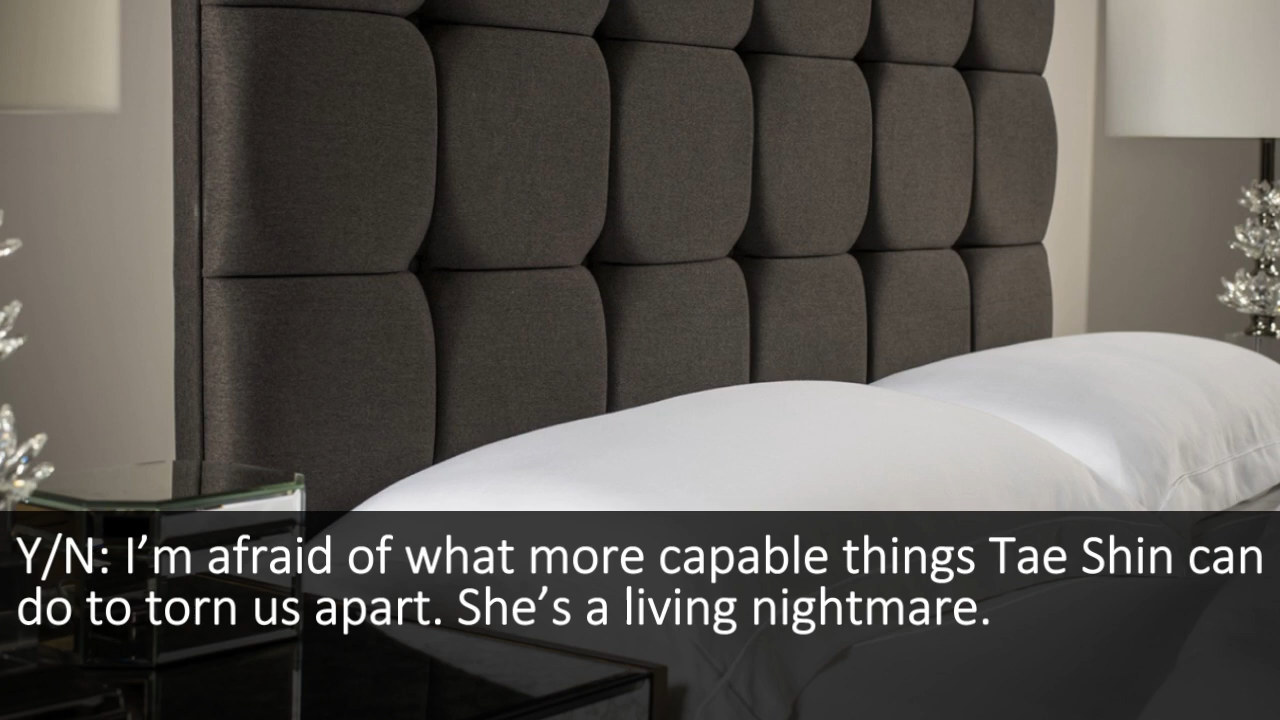 Y/N: I’m afraid of what more capable things Tae Shin can
do to torn us apart. She’s a living nightmare.